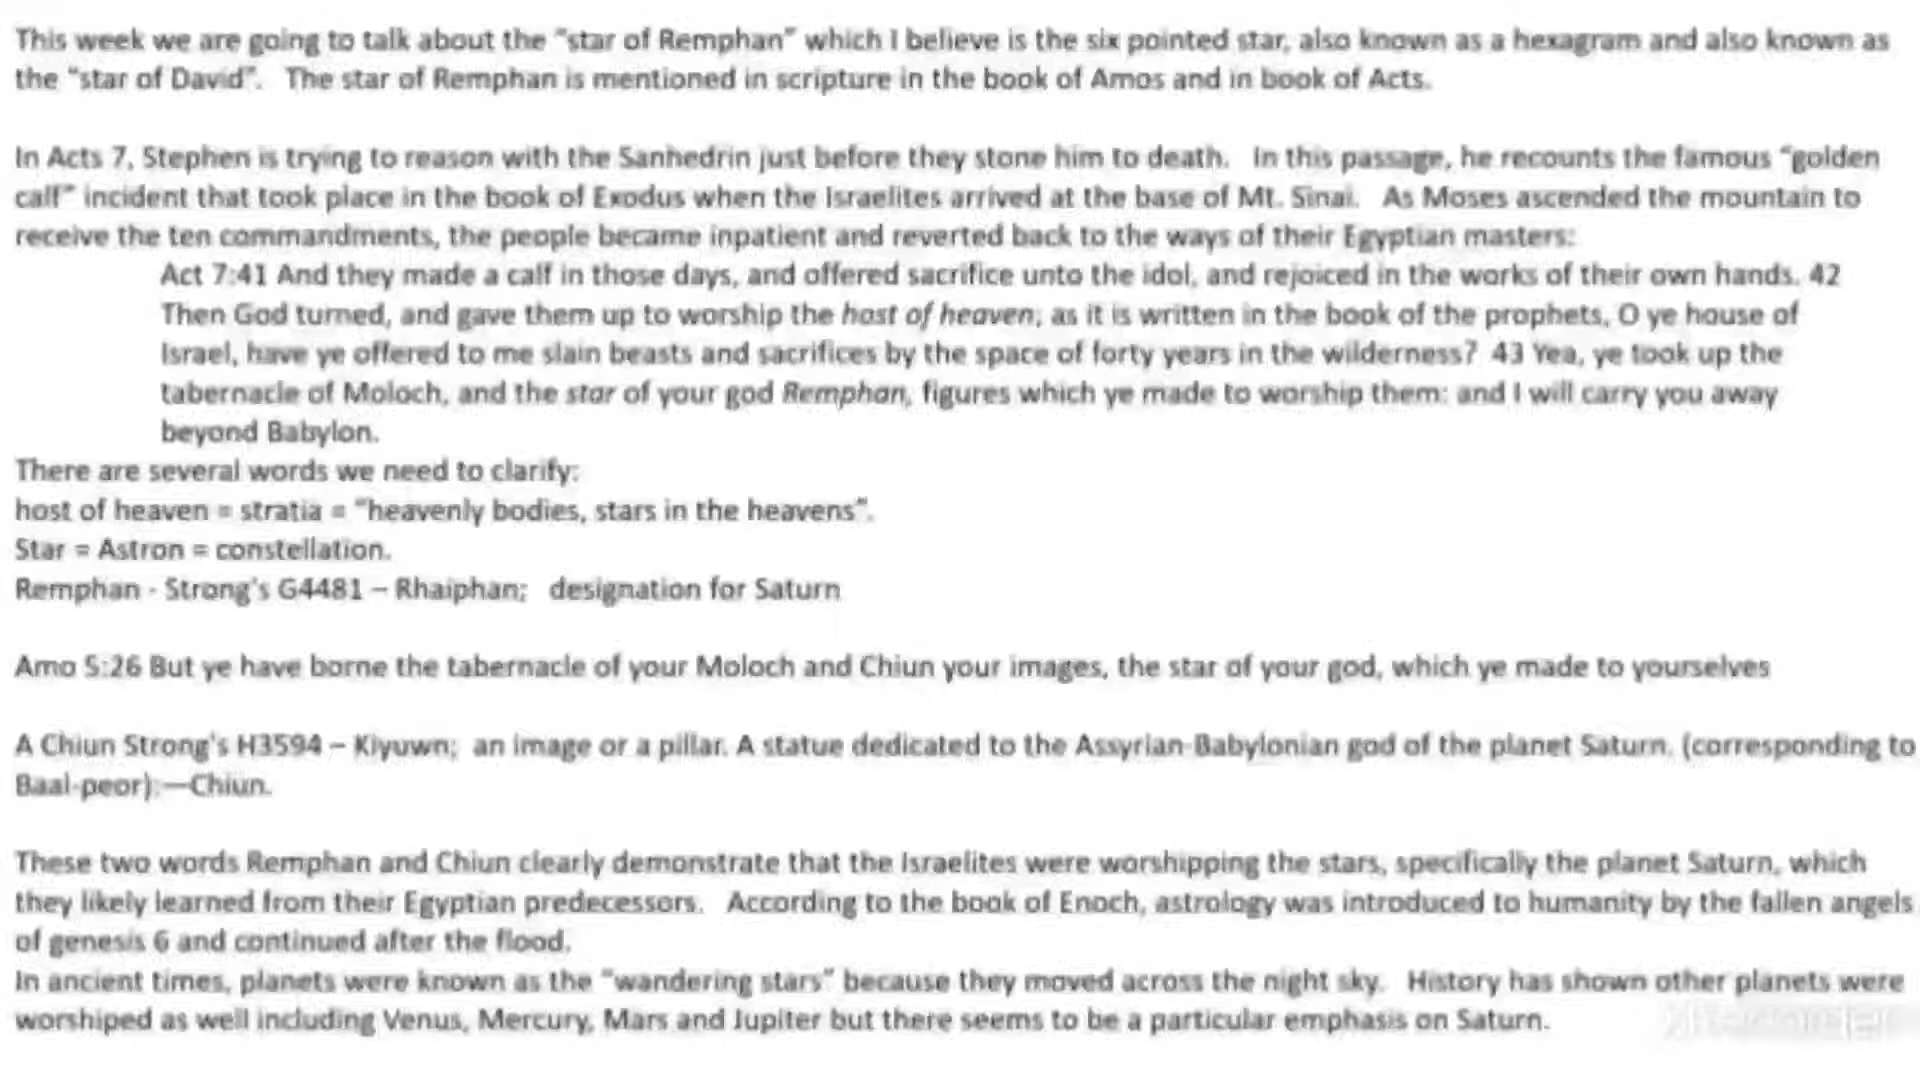 This week we are going to talk about the "star of Remphan" which I believe is the six pointed star, also known as a hexagram and also known as
the "star of David".   The star of Remphan is mentioned in scripture in the book of Amos and in book of Acts.
In Acts 7, Stephen is trying to reason with the Sanhedrin just before they stone him to death.   In this passage, he recounts the famous "golden
calf" incident that took place in the book of Exodus when the Israelites arrived at the base of Mt. Sinai.   As Moses ascended the mountain to
receive the ten commandments, the people became inpatient and reverted back to the ways of their Egyptian masters:
Act 7:41 And they made a calf in those days, and offered sacrifice unto the idol, and rejoiced in the works of their own hands. 42
Then God turned, and gave them up to worship the host of heaven; as it is written in the book of the prophets, O ye house of
Israel, have ye offered to me slain beasts and sacrifices by the space of forty years in the wilderness?  43 Yea, ye took up the
tabernacle of Moloch, and the star of your god Remphan, figures which ye made to worship them: and I will carry you away
beyond Babylon.
There are several words we need to clarify:
host of heaven = stratia = "heavenly bodies, stars in the heavens".
Star = Astron = constellation.
Remphan - Strong's G4481 – Rhaiphan;   designation for Saturn
Amo 5:26 But ye have borne the tabernacle of your Moloch and Chiun your images, the star of your god, which ye made to yourselves
A Chiun Strong's H3594 – Kiyuwn;  an image or a pillar. A statue dedicated to the Assyrian-Babylonian god of the planet Saturn. (corresponding to
Baal-peor):—Chiun.
These two words Remphan and Chiun clearly demonstrate that the Israelites were worshipping the stars, specifically the planet Saturn, which
they likely learned from their Egyptian predecessors.   According to the book of Enoch, astrology was introduced to humanity by the fallen angels
of genesis 6 and continued after the flood.
In ancient times, planets were known as the "wandering stars" because they moved across the night sky.   History has shown other planets were
worshiped as well including Venus, Mercury, Mars and Jupiter but there seems to be a particular emphasis on Saturn.